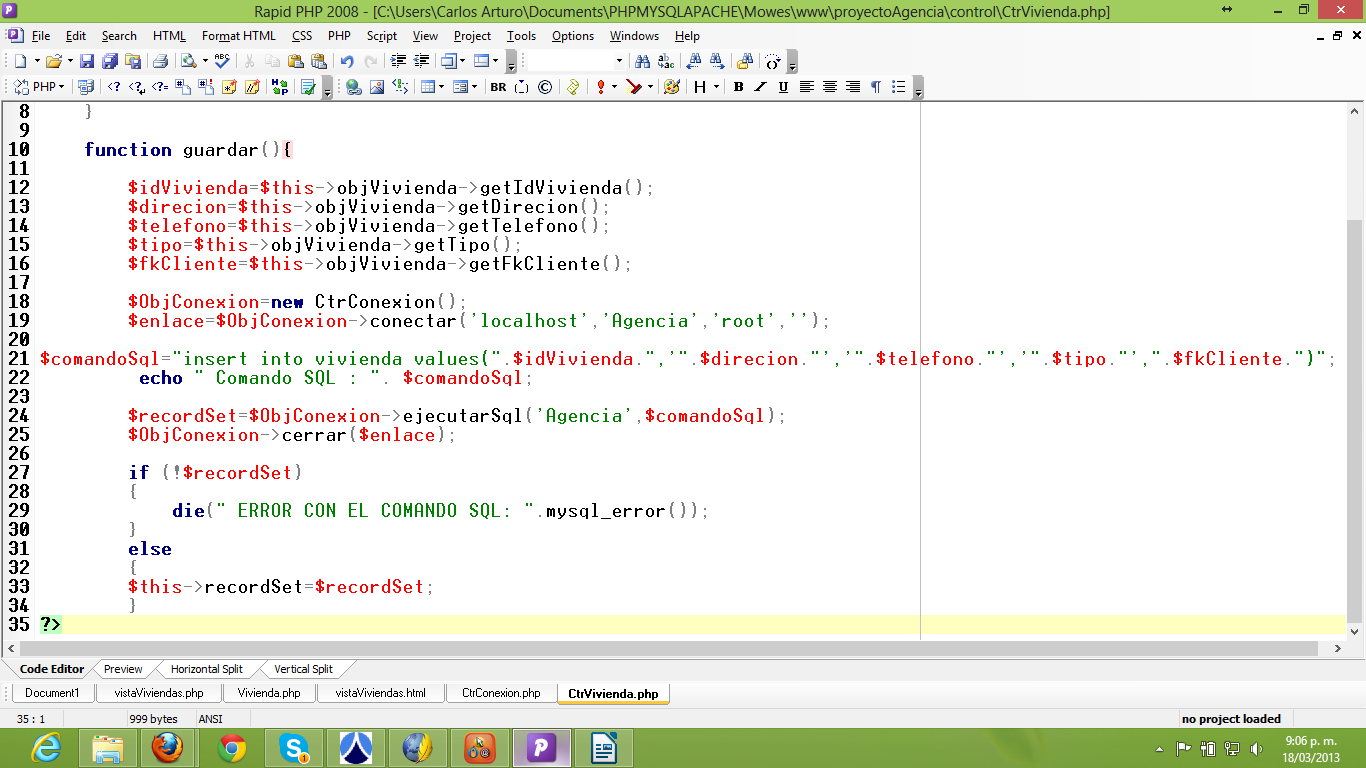 Rapid PHP 2008 - [C:\Users\Carlos Arturo\Documents\PHPMYSQLAPACHE\Mowes\www\proyectoAgencia\control\CtrVivienda.php]
File Edit Search HTML Format HTML CSS PHP Script View Project Tools Options Windows Help
ABC
PHP BR H B I U
8 }
9
10 function guardar(){
11
12 $idVivienda=$this->objVivienda->getIdVivienda();
13 $direcion=$this->objVivienda->getDirecion();
14 $telefono=$this->objVivienda->getTelefono();
15 $tipo=$this->objVivienda->getTipo();
16 $fkCliente=$this->objVivienda->getFkCliente();
17
18 $ObjConexion=new CtrConexion();
19 $enlace=$ObjConexion->conectar('localhost','Agencia','root','');
20
21 $comandoSql="insert into vivienda values(".$idVivienda.",'".$direcion."','".$telefono."','".$tipo."',".$fkCliente.")";
22 echo " Comando SQL : ". $comandoSql;
23
24 $recordSet=$ObjConexion->ejecutarSql('Agencia',$comandoSql);
25 $ObjConexion->cerrar($enlace);
26
27 if (!$recordSet)
28 {
29 die(" ERROR CON EL COMANDO SQL: ".mysql_error());
30 }
31 else
32 {
33 $this->recordSet=$recordSet;
34 }
35 ?>
Code Editor Preview Horizontal Split Vertical Split
Document1 vistaViviendas.php Vivienda.php vistaViviendas.html CtrConexion.php CtrVivienda.php
35 : 1 999 bytes ANSI no project loaded
9:06 p. m.
18/03/2013